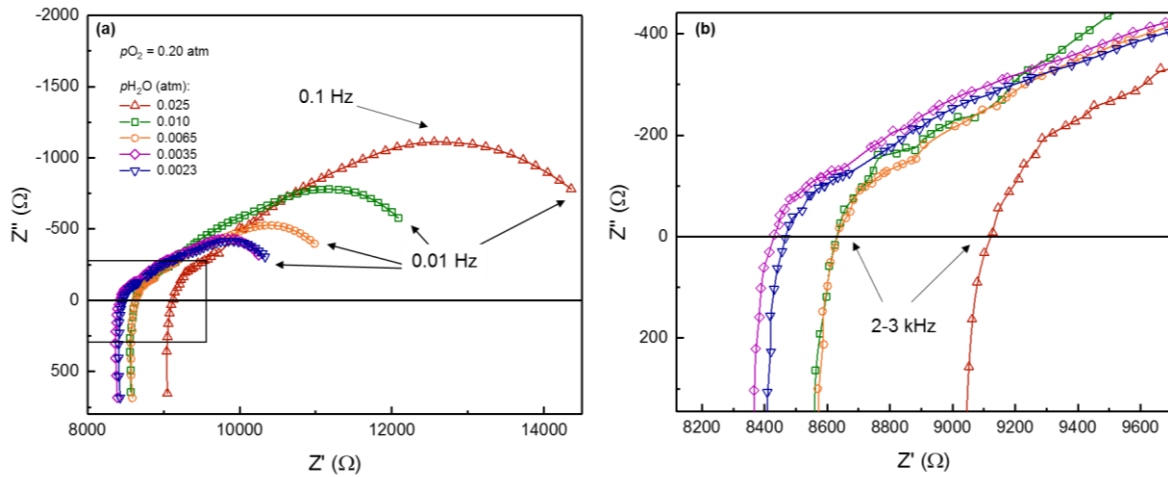 (a)
pO₂ = 0.20 atm
pH₂O (atm):
0.025
0.010
0.0065
0.0035
0.0023
0.1 Hz
0.01 Hz
-2000
-1500
-1000
-500
0
500
Z'' (Ω)
8000 10000 12000 14000
Z' (Ω)
(b)
2-3 kHz
-400
-200
0
200
Z'' (Ω)
8200 8400 8600 8800 9000 9200 9400 9600
Z' (Ω)